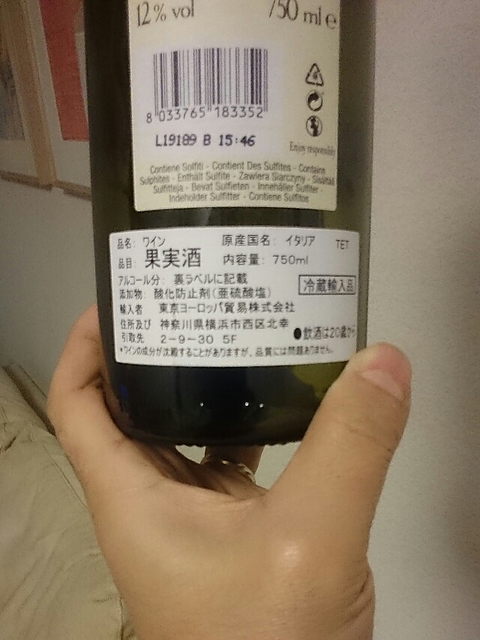 12% vol 750 ml e
8 033765 183352
L19189 B 15:46
Enjoy responsibly
Contiene Solfiti - Contient Des Sulfites - Contains
Sulphites - Enthält Sulfite - Zawiera Siarczyny - Sisältää
Sulfiitteja - Bevat Sulfieten - Inneháller Sulfiter -
Indeholder Sulfitter - Contiene Sulfitos
品名: ワイン 原産国名: イタリア TET
品目: 果実酒 内容量: 750ml
アルコール分: 裏ラベルに記載
添加物: 酸化防止剤(亜硫酸塩) 冷蔵輸入品
輸入者 東京ヨーロッパ貿易株式会社
住所及び 神奈川県横浜市西区北幸
引取先 2-9-30 5F ●飲酒は20歳から
*ワインの成分が沈殿することがありますが、品質には問題ありません。